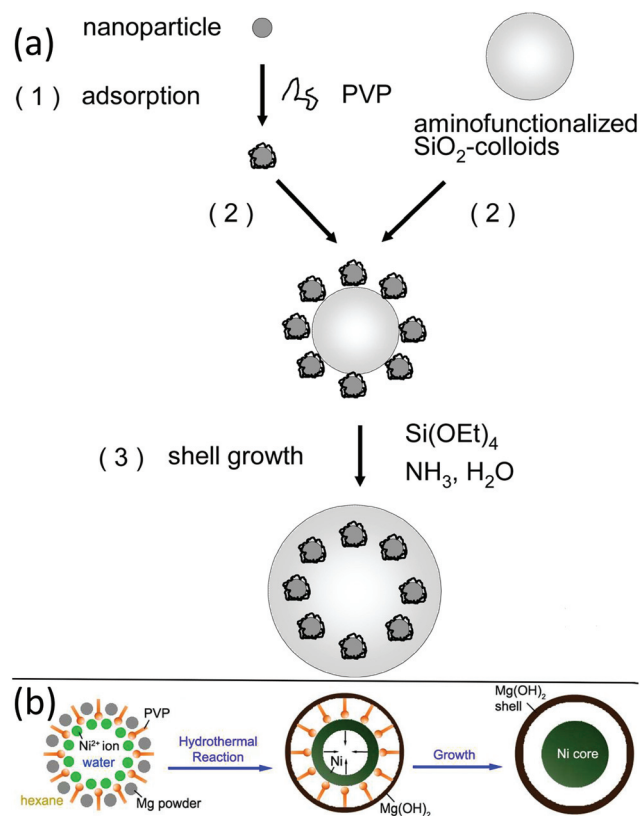 (a)
nanoparticle
(1) adsorption
PVP
aminofunctionalized
SiO₂-colloids
(2)
(2)
(3) shell growth
Si(OEt)₄
NH₃, H₂O
(b)
PVP
Ni²⁺ ion
water
hexane
Mg powder
Hydrothermal
Reaction
Ni
Mg(OH)₂
Growth
Mg(OH)₂
shell
Ni core